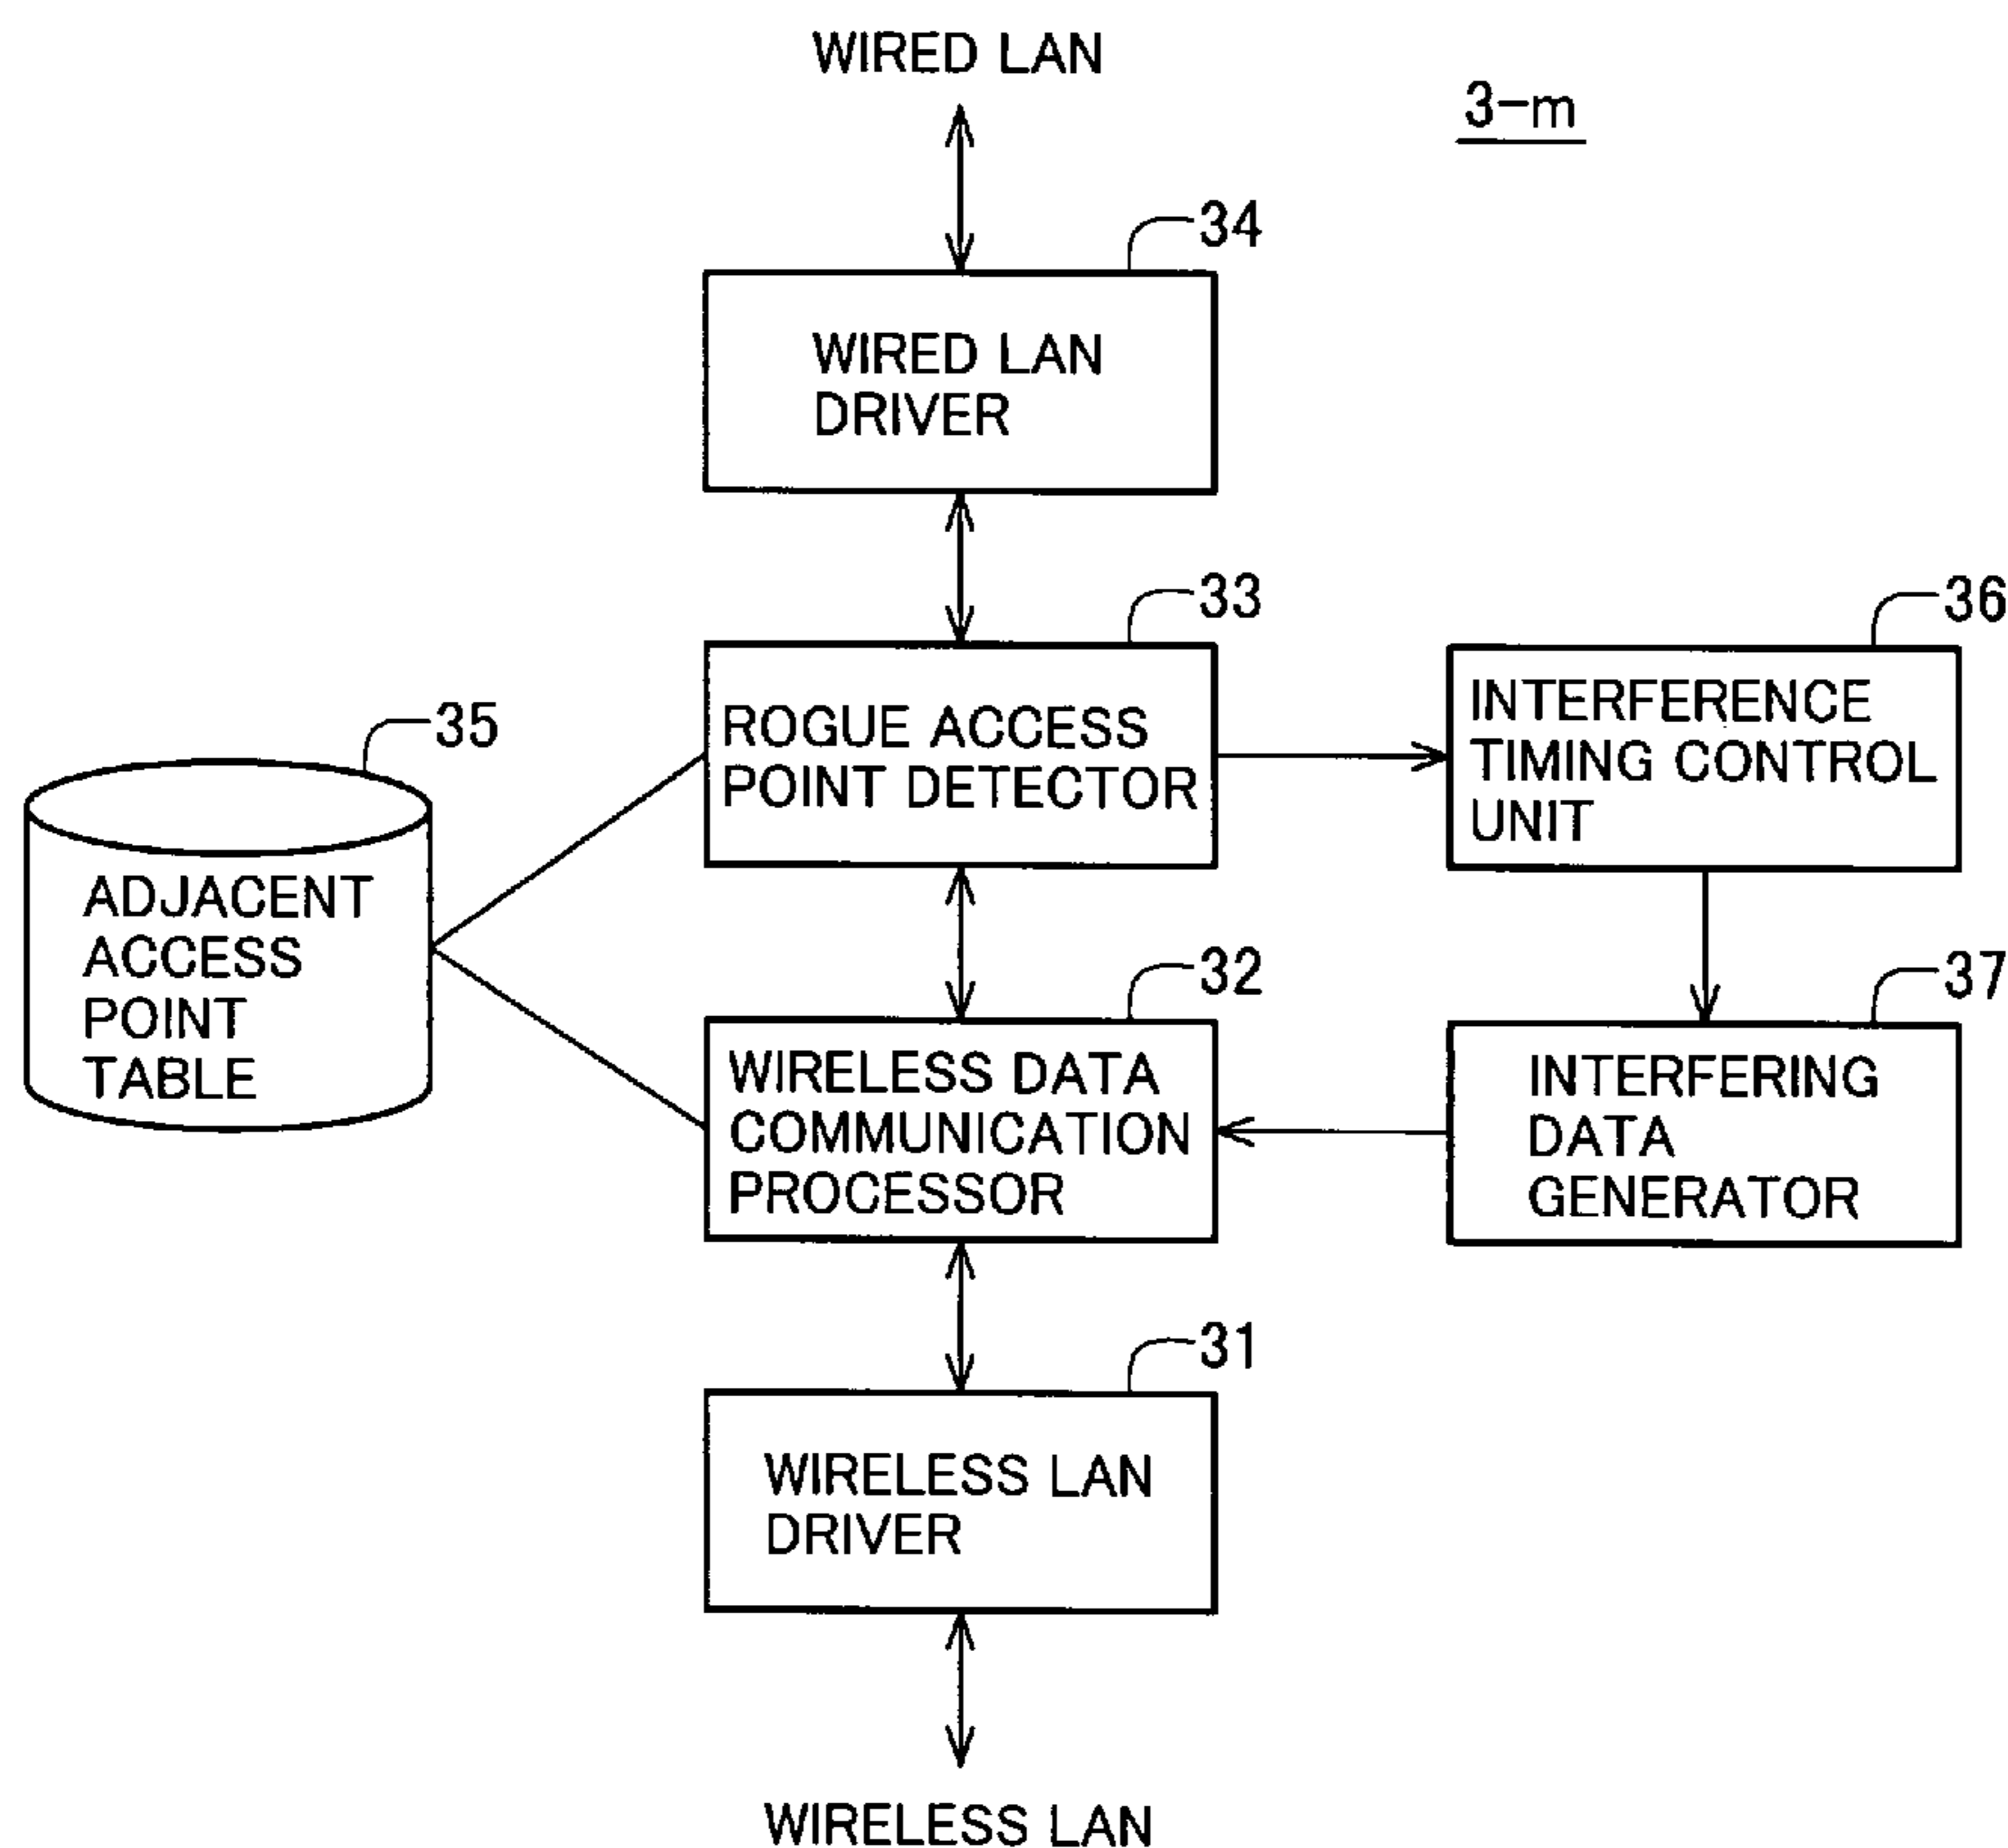 WIRED LAN
3-m
34
WIRED LAN
DRIVER
33
ROGUE ACCESS
POINT DETECTOR
36
INTERFERENCE
TIMING CONTROL
UNIT
35
ADJACENT
ACCESS
POINT
TABLE
32
WIRELESS DATA
COMMUNICATION
PROCESSOR
37
INTERFERING
DATA
GENERATOR
31
WIRELESS LAN
DRIVER
WIRELESS LAN